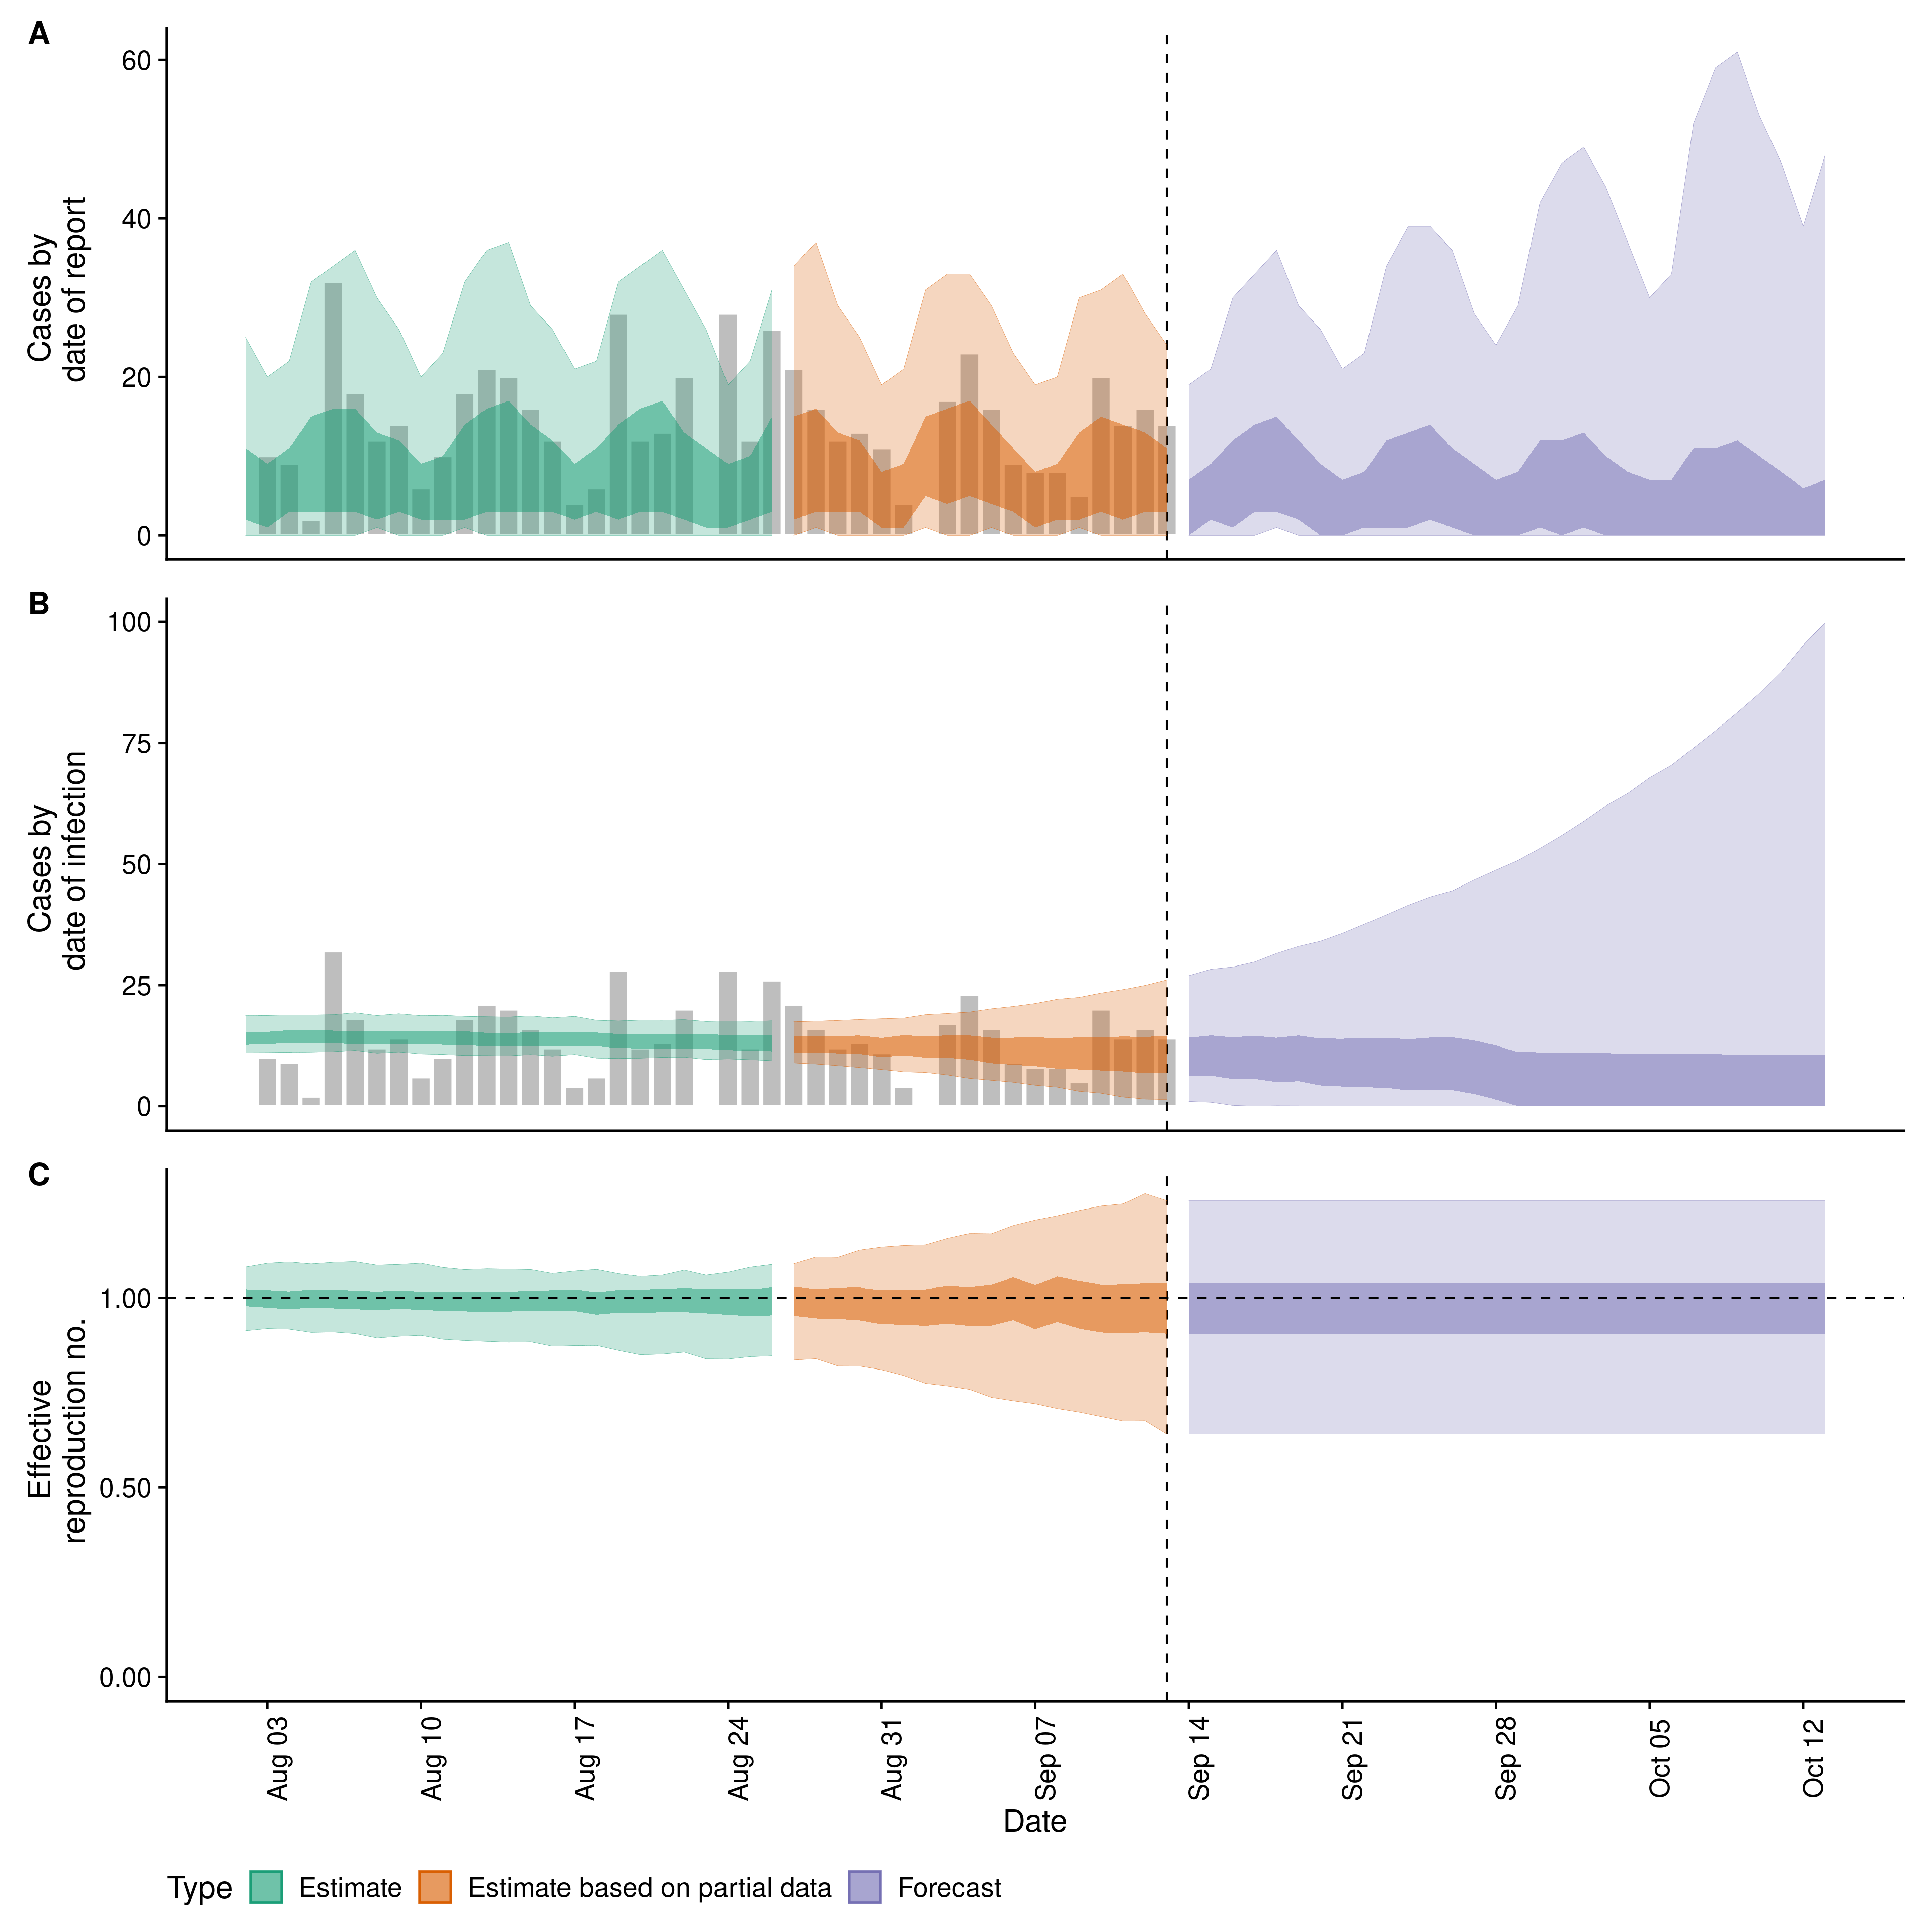 A
60
40
20
0
Cases by
date of report
B
100
75
50
25
0
Cases by
date of infection
C
1.00
0.50
0.00
Effective
reproduction no.
Aug 03
Aug 10
Aug 17
Aug 24
Aug 31
Sep 07
Sep 14
Sep 21
Sep 28
Oct 05
Oct 12
Date
Type Estimate Estimate based on partial data Forecast